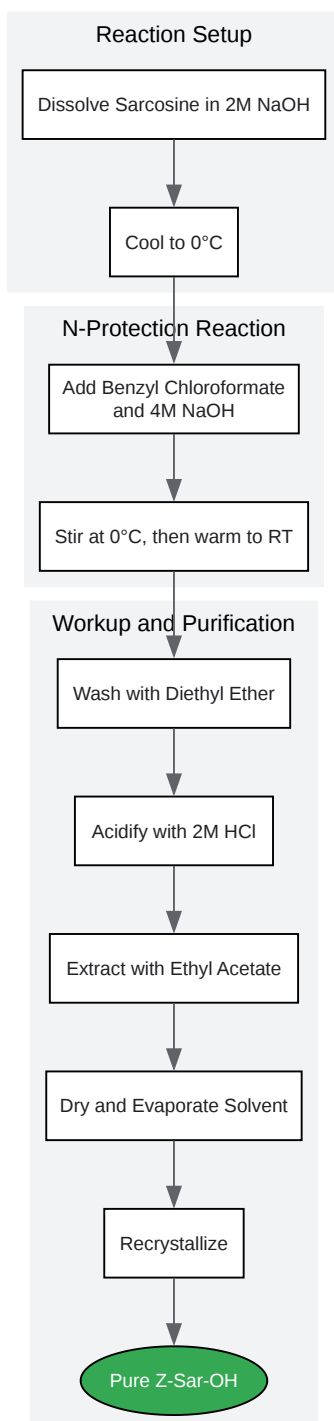 Reaction Setup
Dissolve Sarcosine in 2M NaOH
Cool to 0°C
N-Protection Reaction
Add Benzyl Chloroformate
and 4M NaOH
Stir at 0°C, then warm to RT
Workup and Purification
Wash with Diethyl Ether
Acidify with 2M HCl
Extract with Ethyl Acetate
Dry and Evaporate Solvent
Recrystallize
Pure Z-Sar-OH